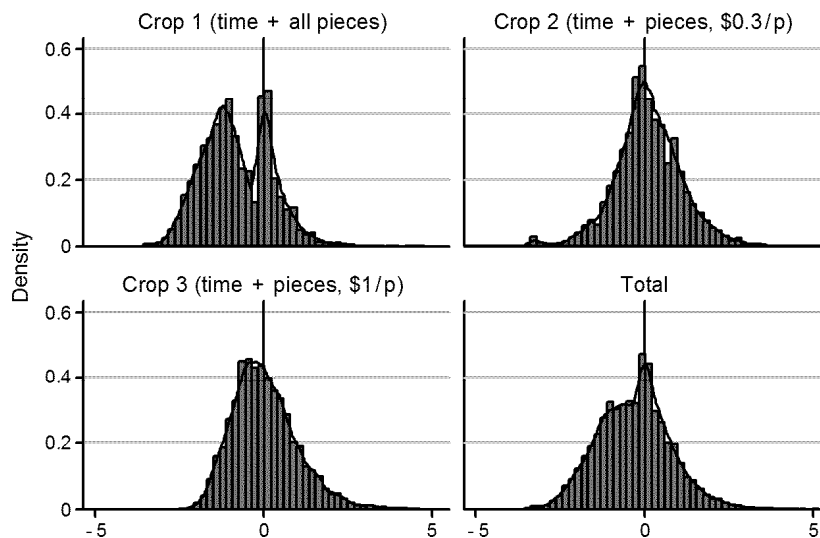 Crop 1 (time + all pieces)
Crop 2 (time + pieces, $0.3/p)
0.6
0.4
0.2
0
Density
Crop 3 (time + pieces, $1/p)
Total
0.6
0.4
0.2
0
-5 0 5
-5 0 5